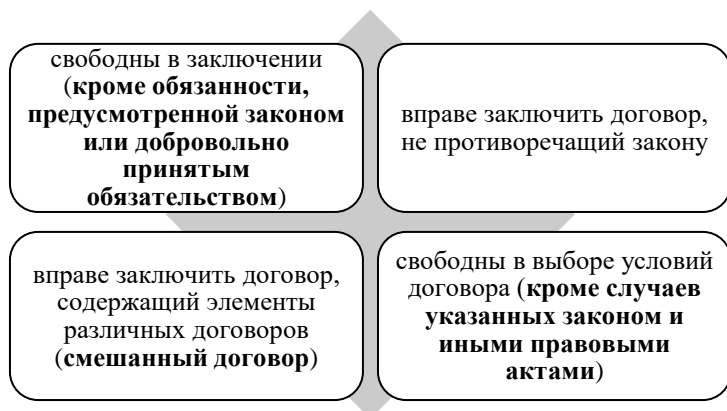 свободны в заключении
(кроме обязанности,
предусмотренной законом
или добровольно
принятым
обязательством)
вправе заключить договор,
не противоречащий закону
вправе заключить договор,
содержащий элементы
различных договоров
(смешанный договор)
свободны в выборе условий
договора (кроме случаев
указанных законом и
иными правовыми
актами)